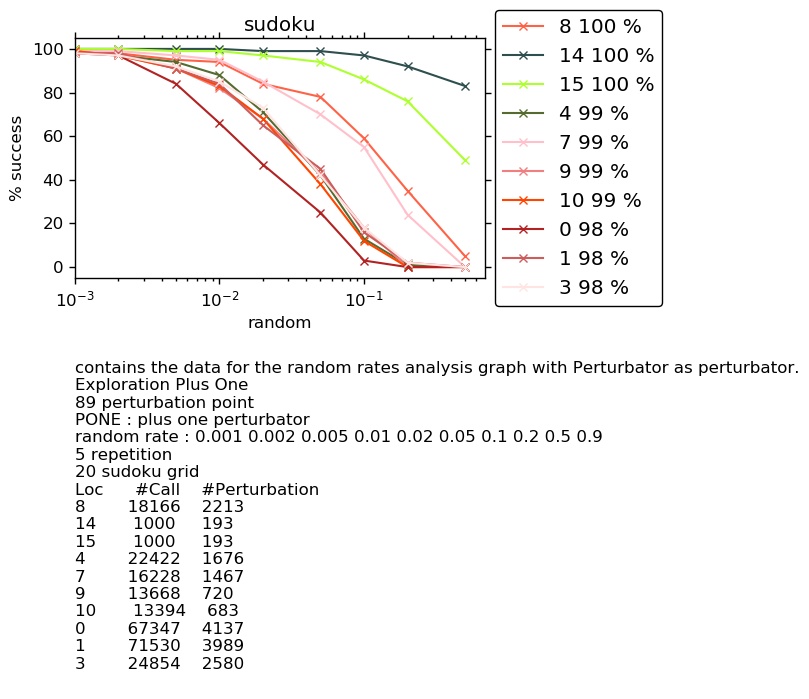 sudoku
100
80
60
40
20
0
% success
10⁻³ 10⁻² 10⁻¹
random
8 100 %
14 100 %
15 100 %
4 99 %
7 99 %
9 99 %
10 99 %
0 98 %
1 98 %
3 98 %
contains the data for the random rates analysis graph with Perturbator as perturbator.
Exploration Plus One
89 perturbation point
PONE : plus one perturbator
random rate : 0.001 0.002 0.005 0.01 0.02 0.05 0.1 0.2 0.5 0.9
5 repetition
20 sudoku grid
Loc #Call #Perturbation
8 18166 2213
14 1000 193
15 1000 193
4 22422 1676
7 16228 1467
9 13668 720
10 13394 683
0 67347 4137
1 71530 3989
3 24854 2580